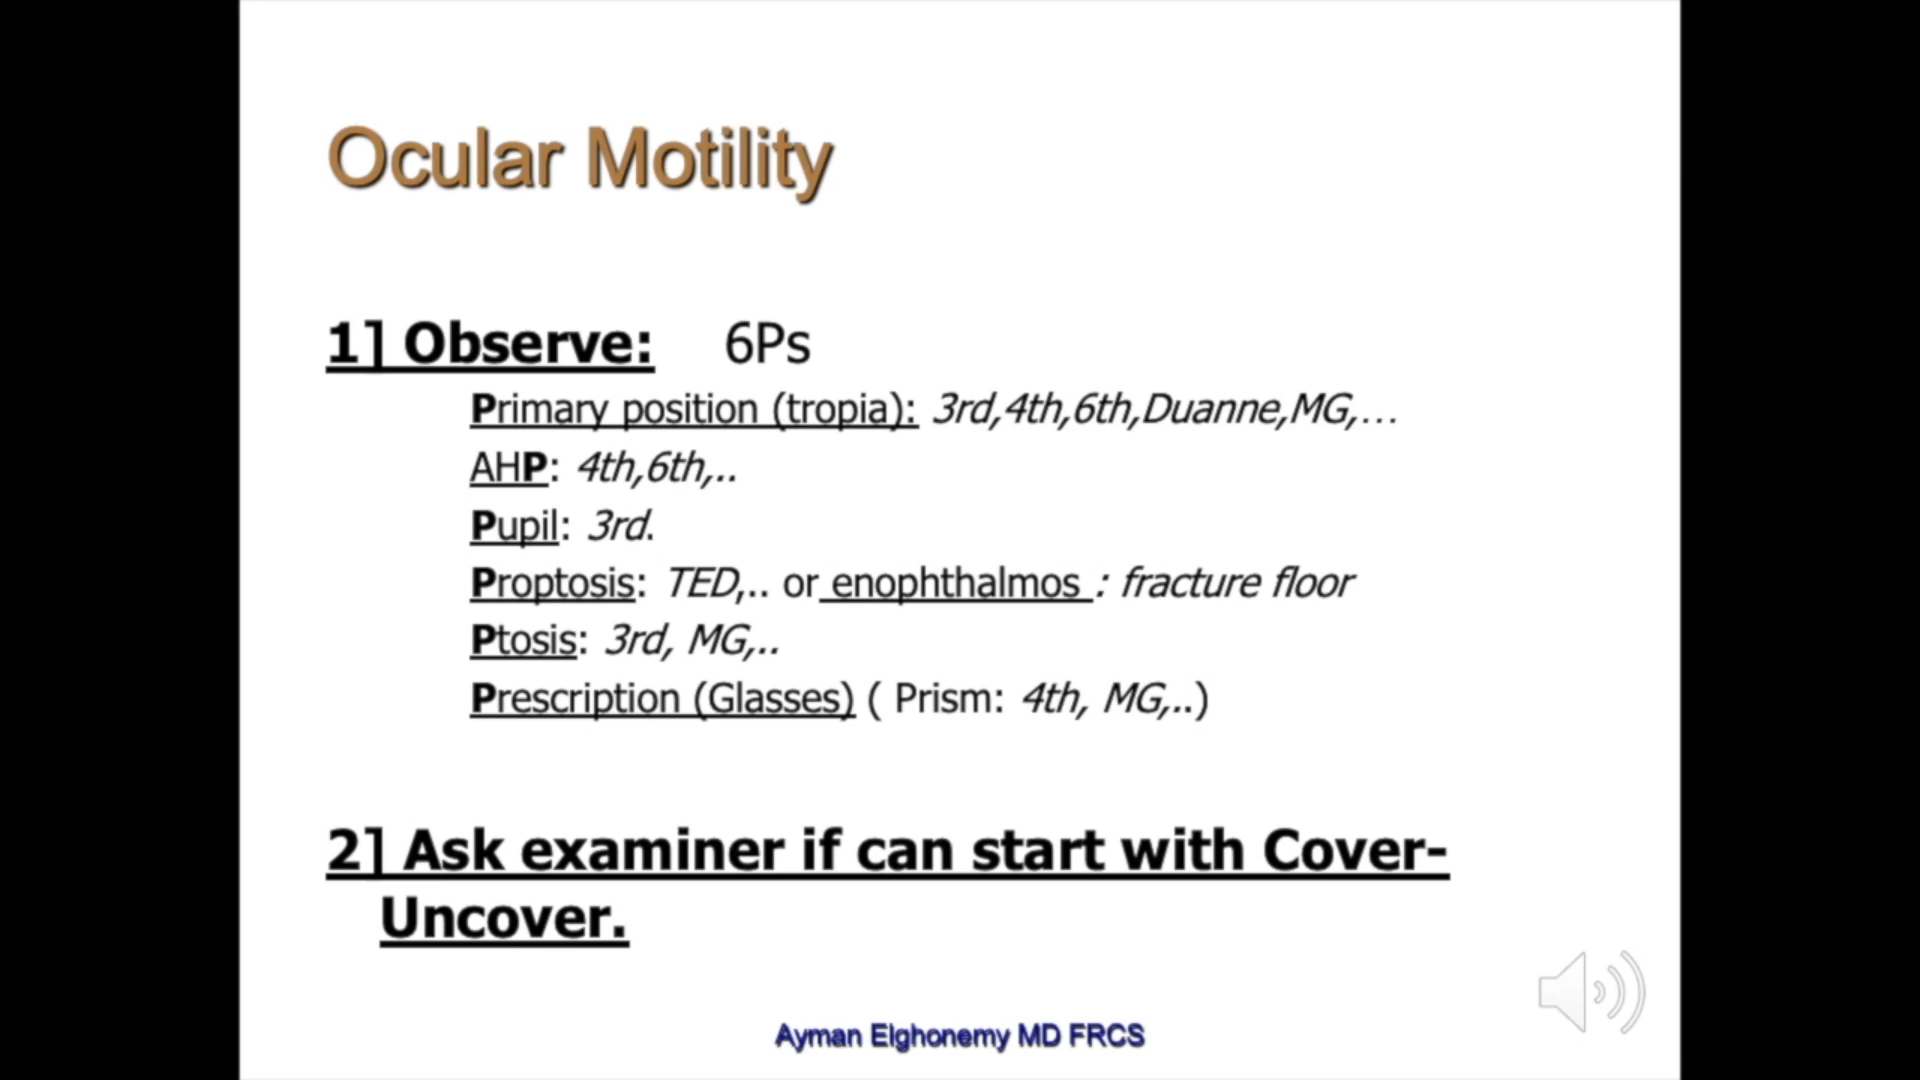 Ocular Motility
1] Observe: 6Ps
Primary position (tropia): 3rd,4th,6th,Duanne,MG,...
AHP: 4th,6th,..
Pupil: 3rd.
Proptosis: TED,.. or enophthalmos : fracture floor
Ptosis: 3rd, MG,..
Prescription (Glasses) ( Prism: 4th, MG,..)
2] Ask examiner if can start with Cover-
Uncover.
Ayman Elghonemy MD FRCS